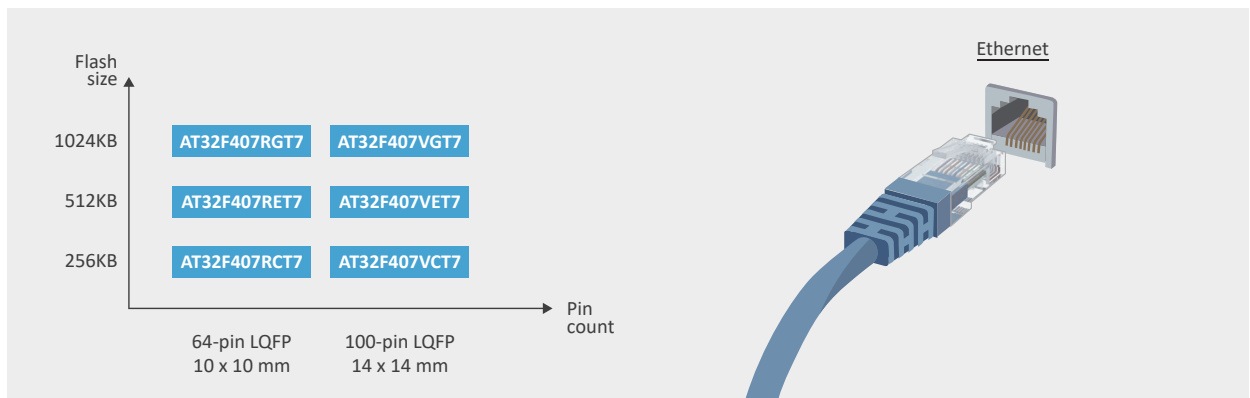 Flash
size
1024KB
AT32F407RGT7
AT32F407VGT7
512KB
AT32F407RET7
AT32F407VET7
256KB
AT32F407RCT7
AT32F407VCT7
Pin
count
64-pin LQFP
10 x 10 mm
100-pin LQFP
14 x 14 mm
Ethernet